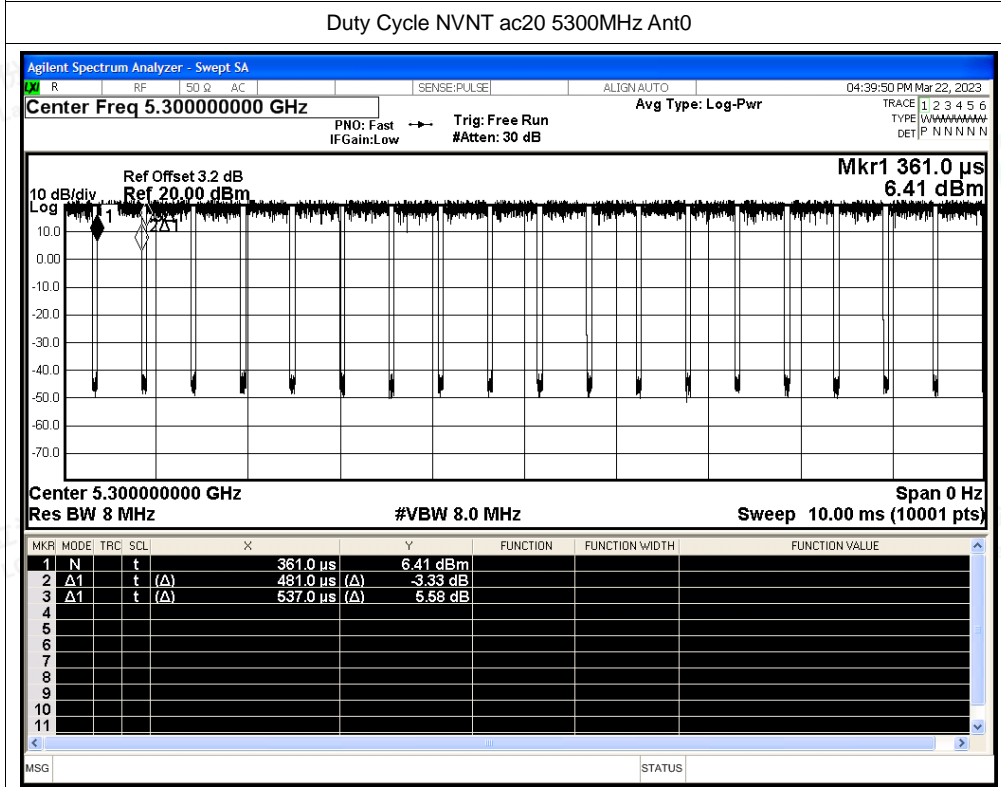 Duty Cycle NVNT ac20 5300MHz Ant0
Agilent Spectrum Analyzer - Swept SA
LXI R RF 50 Ω AC SENSE:PULSE ALIGN AUTO 04:39:50 PM Mar 22, 2023
Center Freq 5.300000000 GHz Avg Type: Log-Pwr TRACE 1 2 3 4 5 6
PNO: Fast Trig: Free Run TYPE W
IFGain:Low #Atten: 30 dB DET P N N N N N
Mkr1 361.0 µs
Ref Offset 3.2 dB
10 dB/div Ref 20.00 dBm 6.41 dBm
Log
1
2Δ1
10.0
0.00
-10.0
-20.0
-30.0
-40.0
-50.0
-60.0
-70.0
Center 5.300000000 GHz Span 0 Hz
Res BW 8 MHz #VBW 8.0 MHz Sweep 10.00 ms (10001 pts)
MKR MODE TRC SCL X Y FUNCTION FUNCTION WIDTH FUNCTION VALUE
1 N t 361.0 µs 6.41 dBm
2 Δ1 t (Δ) 481.0 µs (Δ) -3.33 dB
3 Δ1 t (Δ) 537.0 µs (Δ) 5.58 dB
4
5
6
7
8
9
10
11
MSG STATUS